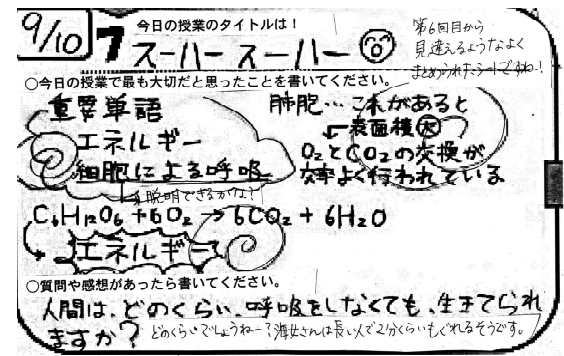 9/10
7
今日の授業のタイトルは！
スーハー スーハー
第6回目から
見違えるようなよく
まとめられたシートですね！
○今日の授業で最も大切だと思ったことを書いてください。
重要単語
エネルギー
細胞による呼吸
説明できるかな？
肺胞… これがあると
表面積 大
O₂とCO₂の交換が
効率よく行われている
C₆H₁₂O₆ + 6O₂ → 6CO₂ + 6H₂O
エネルギー
○質問や感想があったら書いてください。
人間は、どのくらい、呼吸をしなくても、生きてられ
ますか？
どのくらいでしょうねー？海女さんは長い人で2分くらいもぐれるそうです。